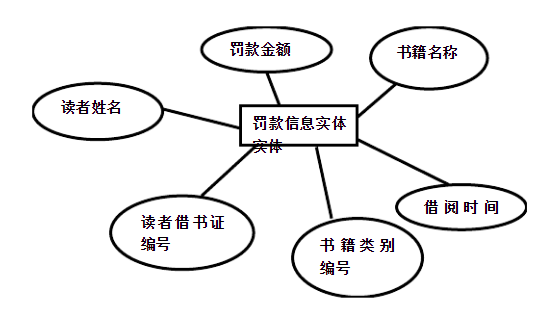 罚款金额
书籍名称
读者姓名
罚款信息实体
实体
借阅时间
读者借书证
编号
书籍类别
编号